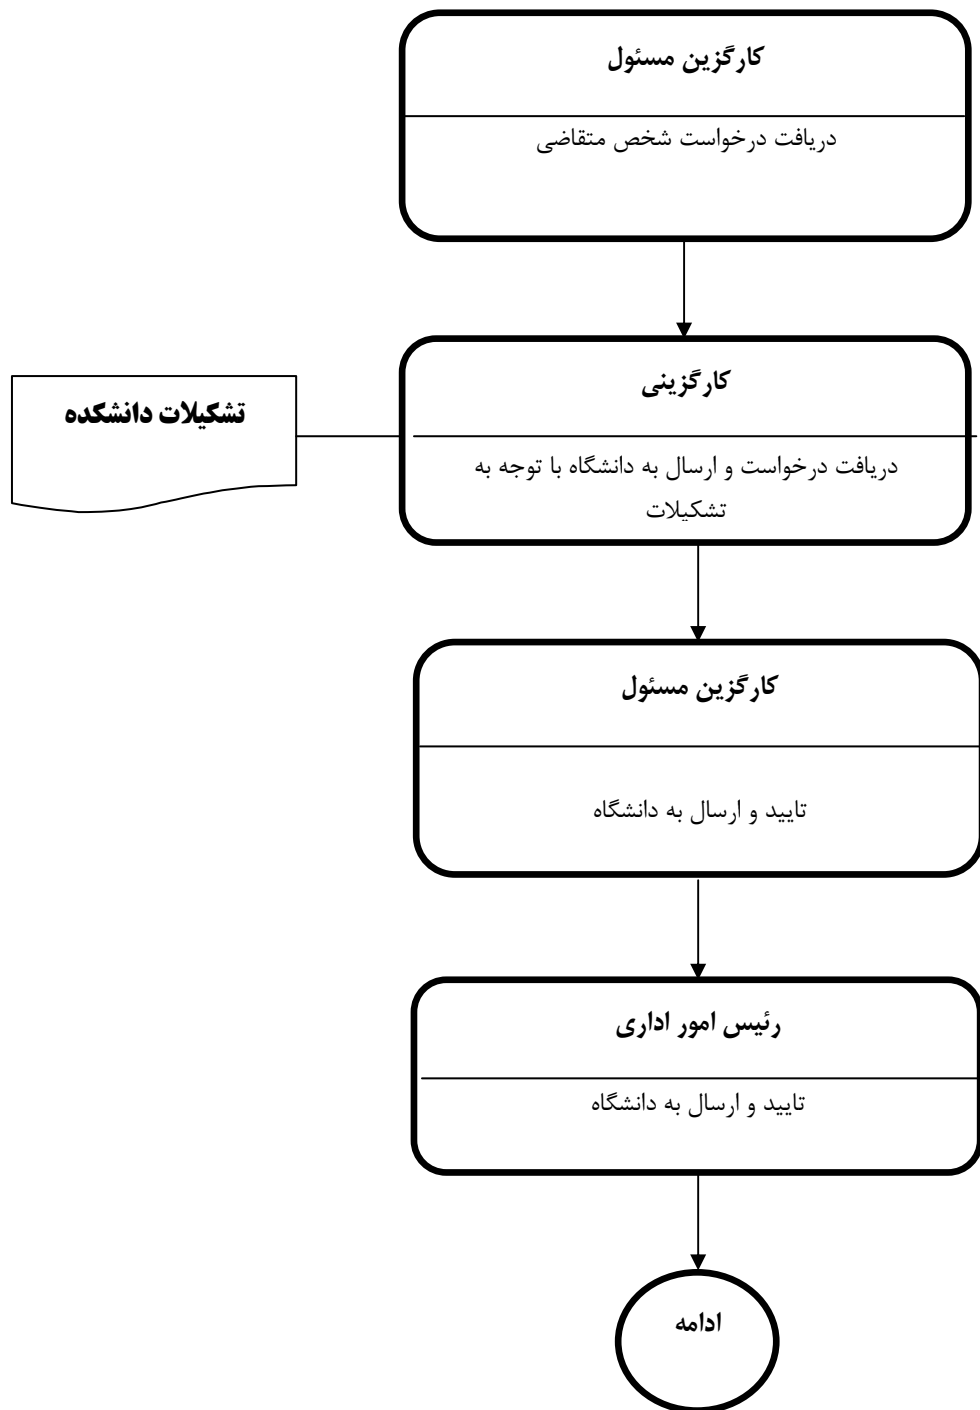 کارگزین مسئول
دریافت درخواست شخص متقاضی
کارگزینی
تشکیلات دانشکده
دریافت درخواست و ارسال به دانشگاه با توجه به
تشکیلات
کارگزین مسئول
تایید و ارسال به دانشگاه
رئیس امور اداری
تایید و ارسال به دانشگاه
ادامه